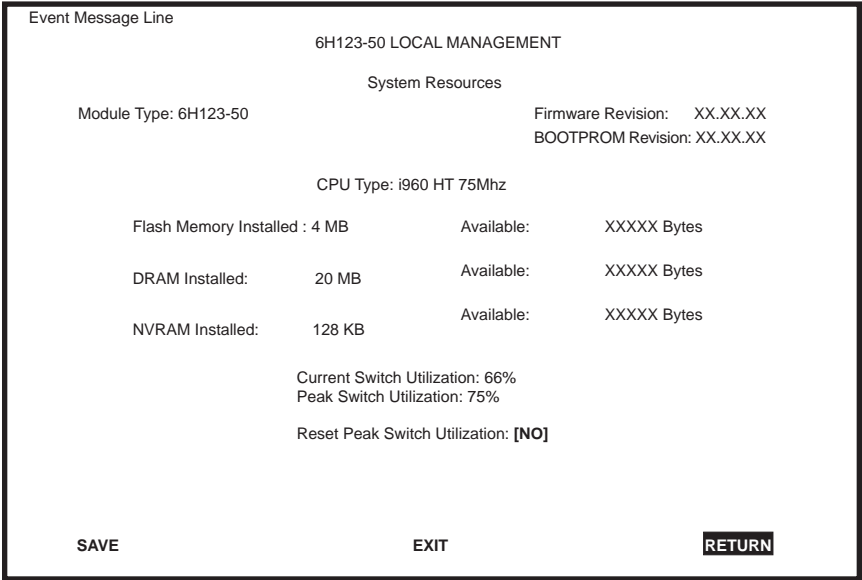 Event Message Line
6H123-50 LOCAL MANAGEMENT
System Resources
Module Type: 6H123-50 Firmware Revision: XX.XX.XX
BOOTPROM Revision: XX.XX.XX
CPU Type: i960 HT 75Mhz
Flash Memory Installed : 4 MB Available: XXXXX Bytes
DRAM Installed: 20 MB Available: XXXXX Bytes
NVRAM Installed: 128 KB Available: XXXXX Bytes
Current Switch Utilization: 66%
Peak Switch Utilization: 75%
Reset Peak Switch Utilization: [NO]
SAVE EXIT RETURN